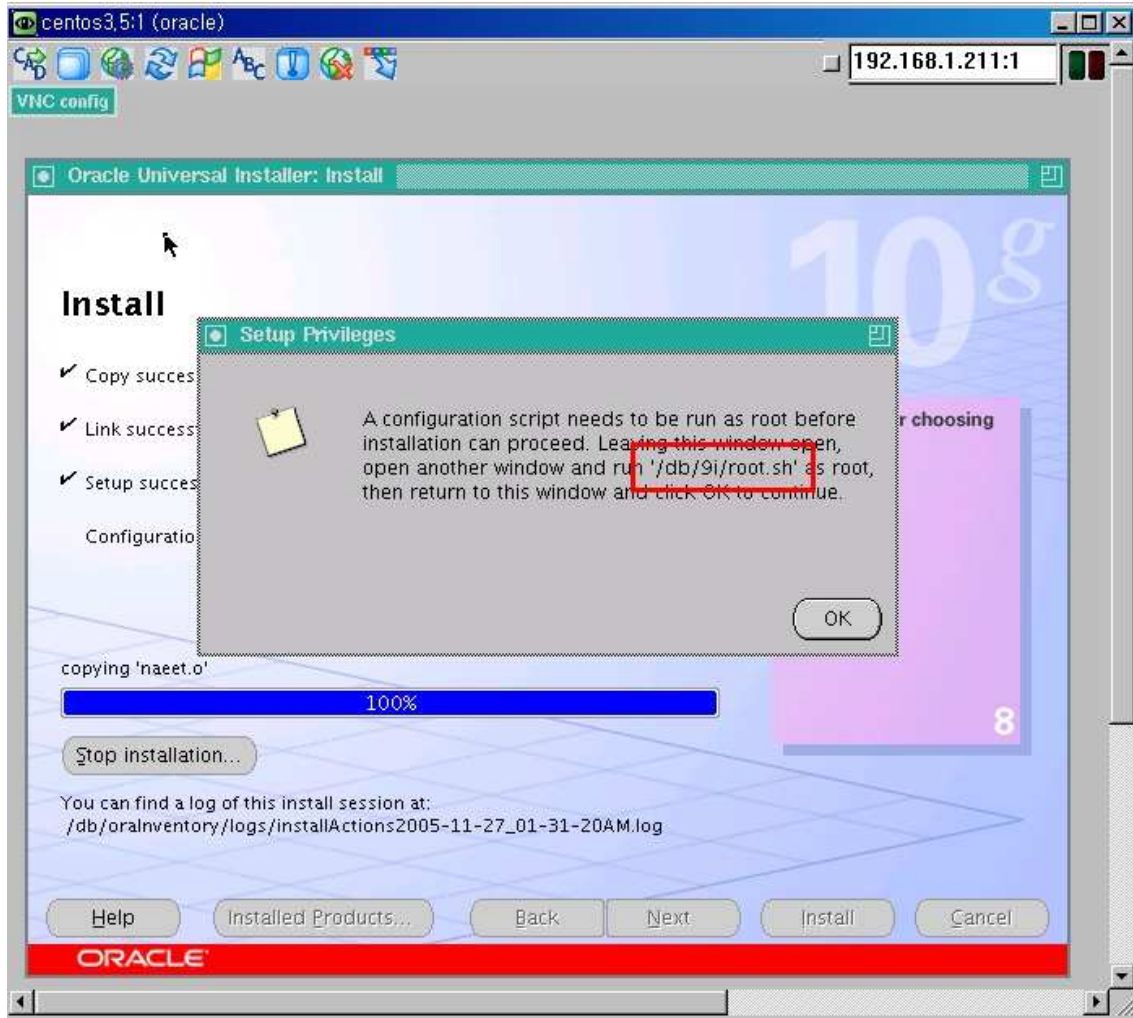 centos3,5:1 (oracle)
CAD
ABC
192.168.1.211:1
VNC config
Oracle Universal Installer: Install
10g
Install
Setup Privileges
Copy succes
Link success
Setup succes
Configuratio
A configuration script needs to be run as root before
installation can proceed. Leaving this window open,
open another window and run '/db/9i/root.sh' as root,
then return to this window and click OK to continue.
OK
r choosing
8
copying 'naeet.o'
100%
Stop installation...
You can find a log of this install session at:
/db/oraInventory/logs/installActions2005-11-27_01-31-20AM.log
Help
Installed Products...
Back
Next
Install
Cancel
ORACLE